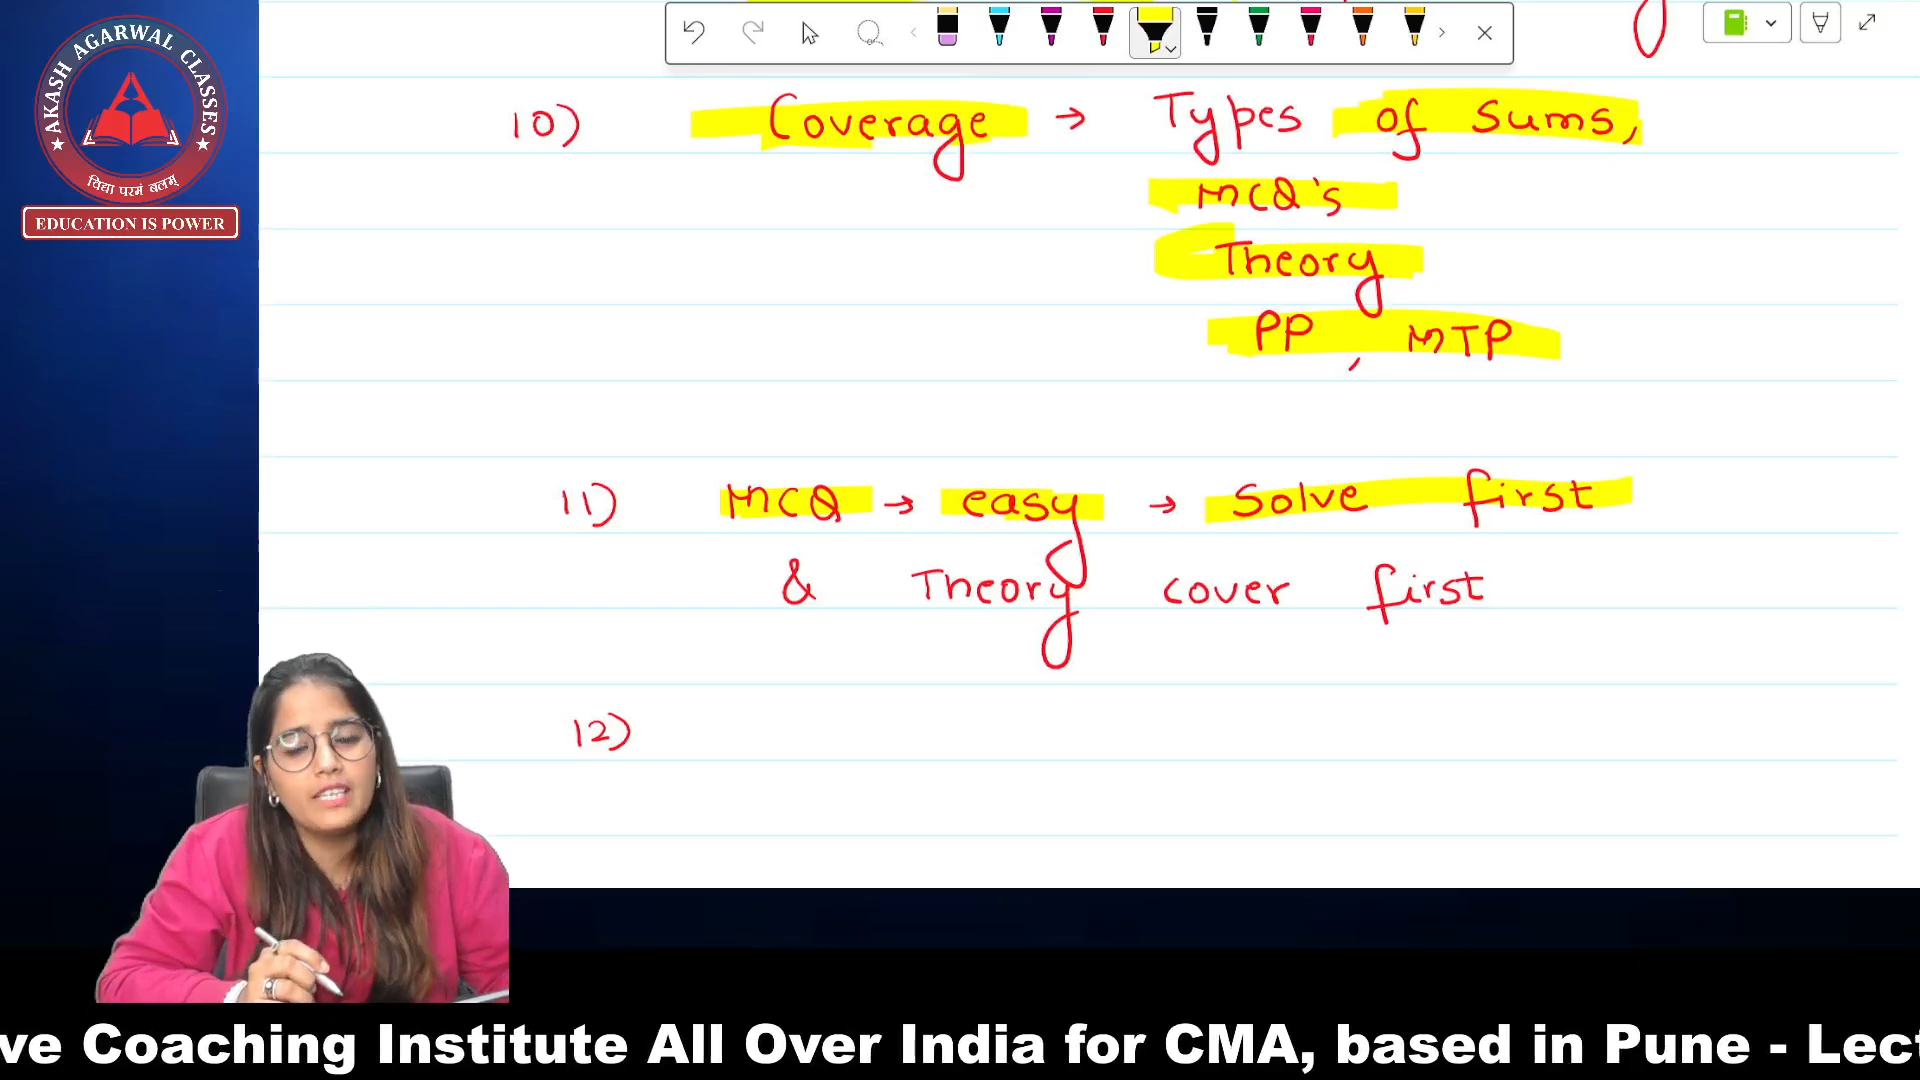 AKASH AGARWAL CLASSES
विद्या परमं बलम्
EDUCATION IS POWER
10) Coverage → Types of Sums,
MCQ's
Theory
PP , MTP
11) MCQ → easy → Solve first
& Theory cover first
12)
ve Coaching Institute All Over India for CMA, based in Pune - Lect